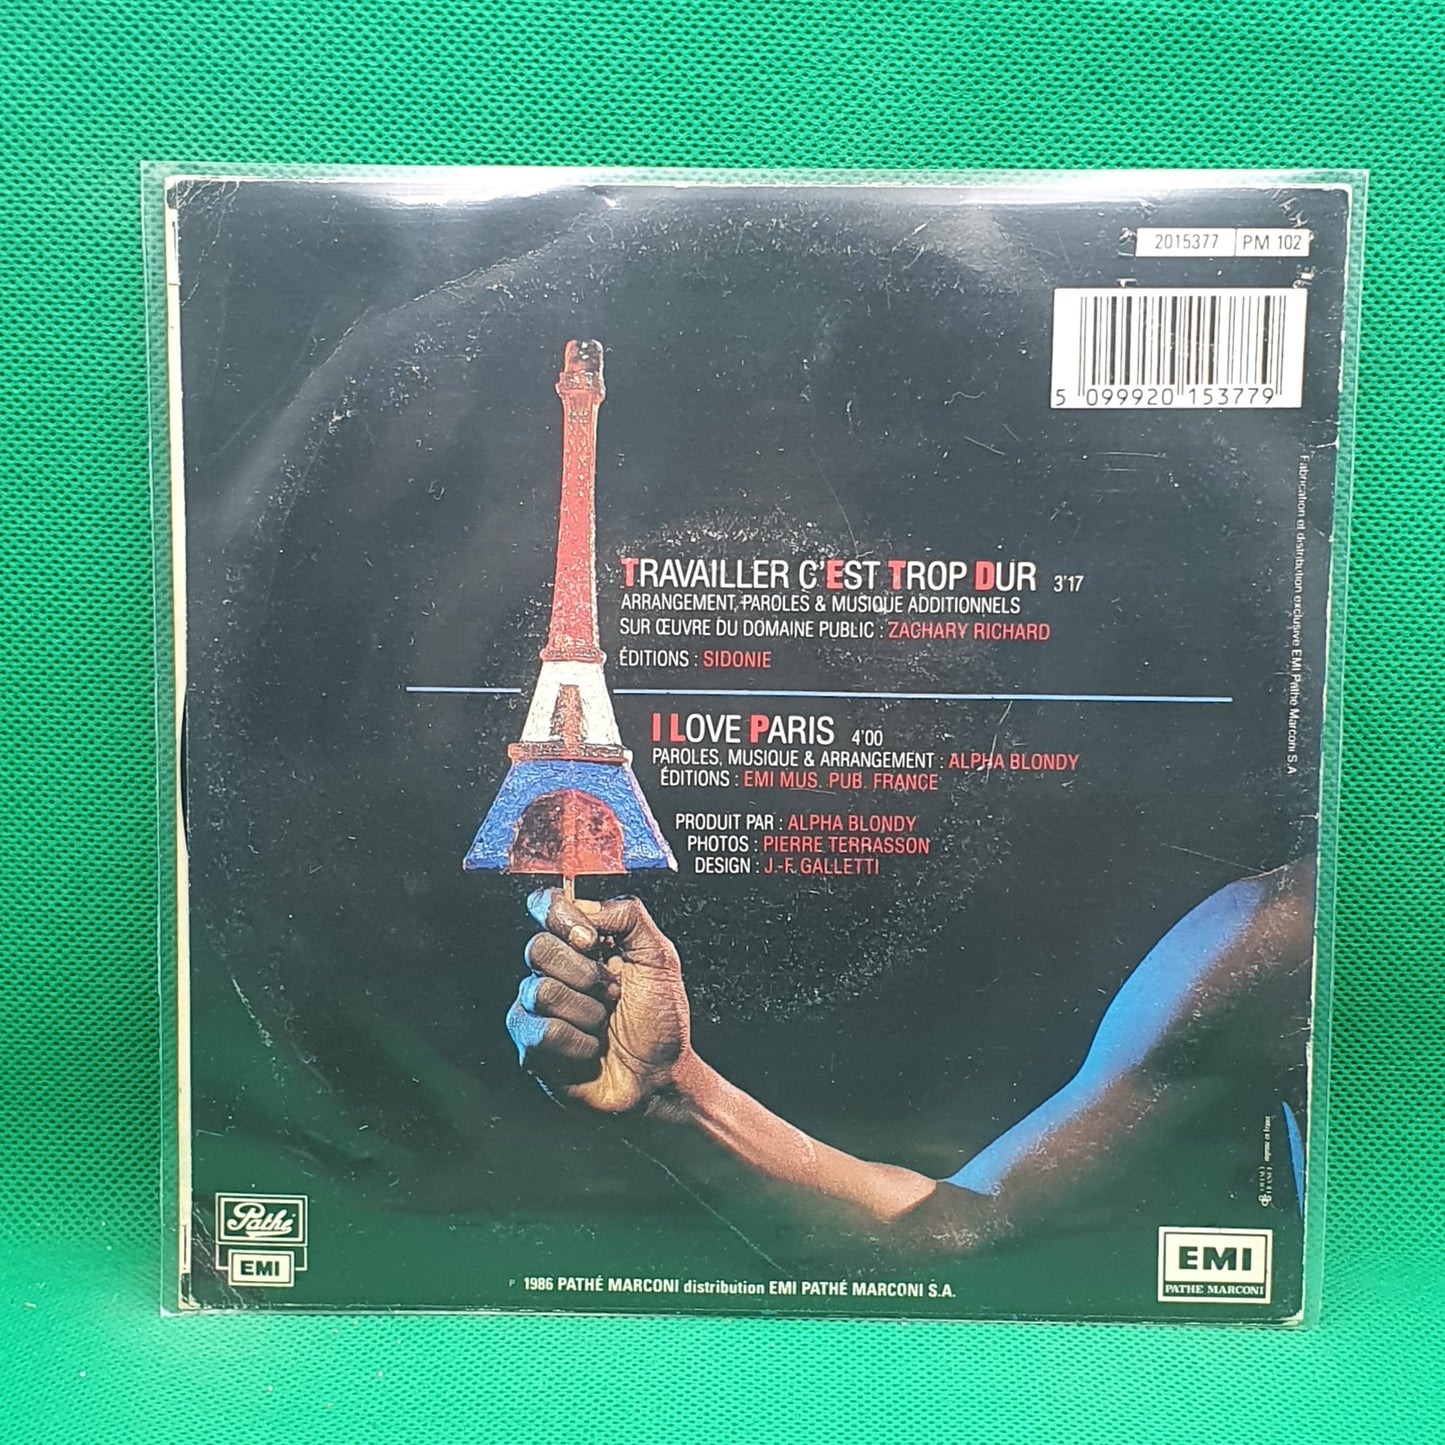 2015377 PM 102
5 099920 153779
Fabrication et distribution exclusive EMI Pathé Marconi S.A
TRAVAILLER C'EST TROP DUR 3'17
ARRANGEMENT, PAROLES & MUSIQUE ADDITIONNELS
SUR ŒUVRE DU DOMAINE PUBLIC : ZACHARY RICHARD
ÉDITIONS : SIDONIE
I LOVE PARIS 4'00
PAROLES, MUSIQUE & ARRANGEMENT : ALPHA BLONDY
ÉDITIONS : EMI MUS. PUB. FRANCE
PRODUIT PAR : ALPHA BLONDY
PHOTOS : PIERRE TERRASSON
DESIGN : J.-F. GALLETTI
imprimé en France
Pathé
EMI
P 1986 PATHÉ MARCONI distribution EMI PATHÉ MARCONI S.A.
EMI
PATHE MARCONI